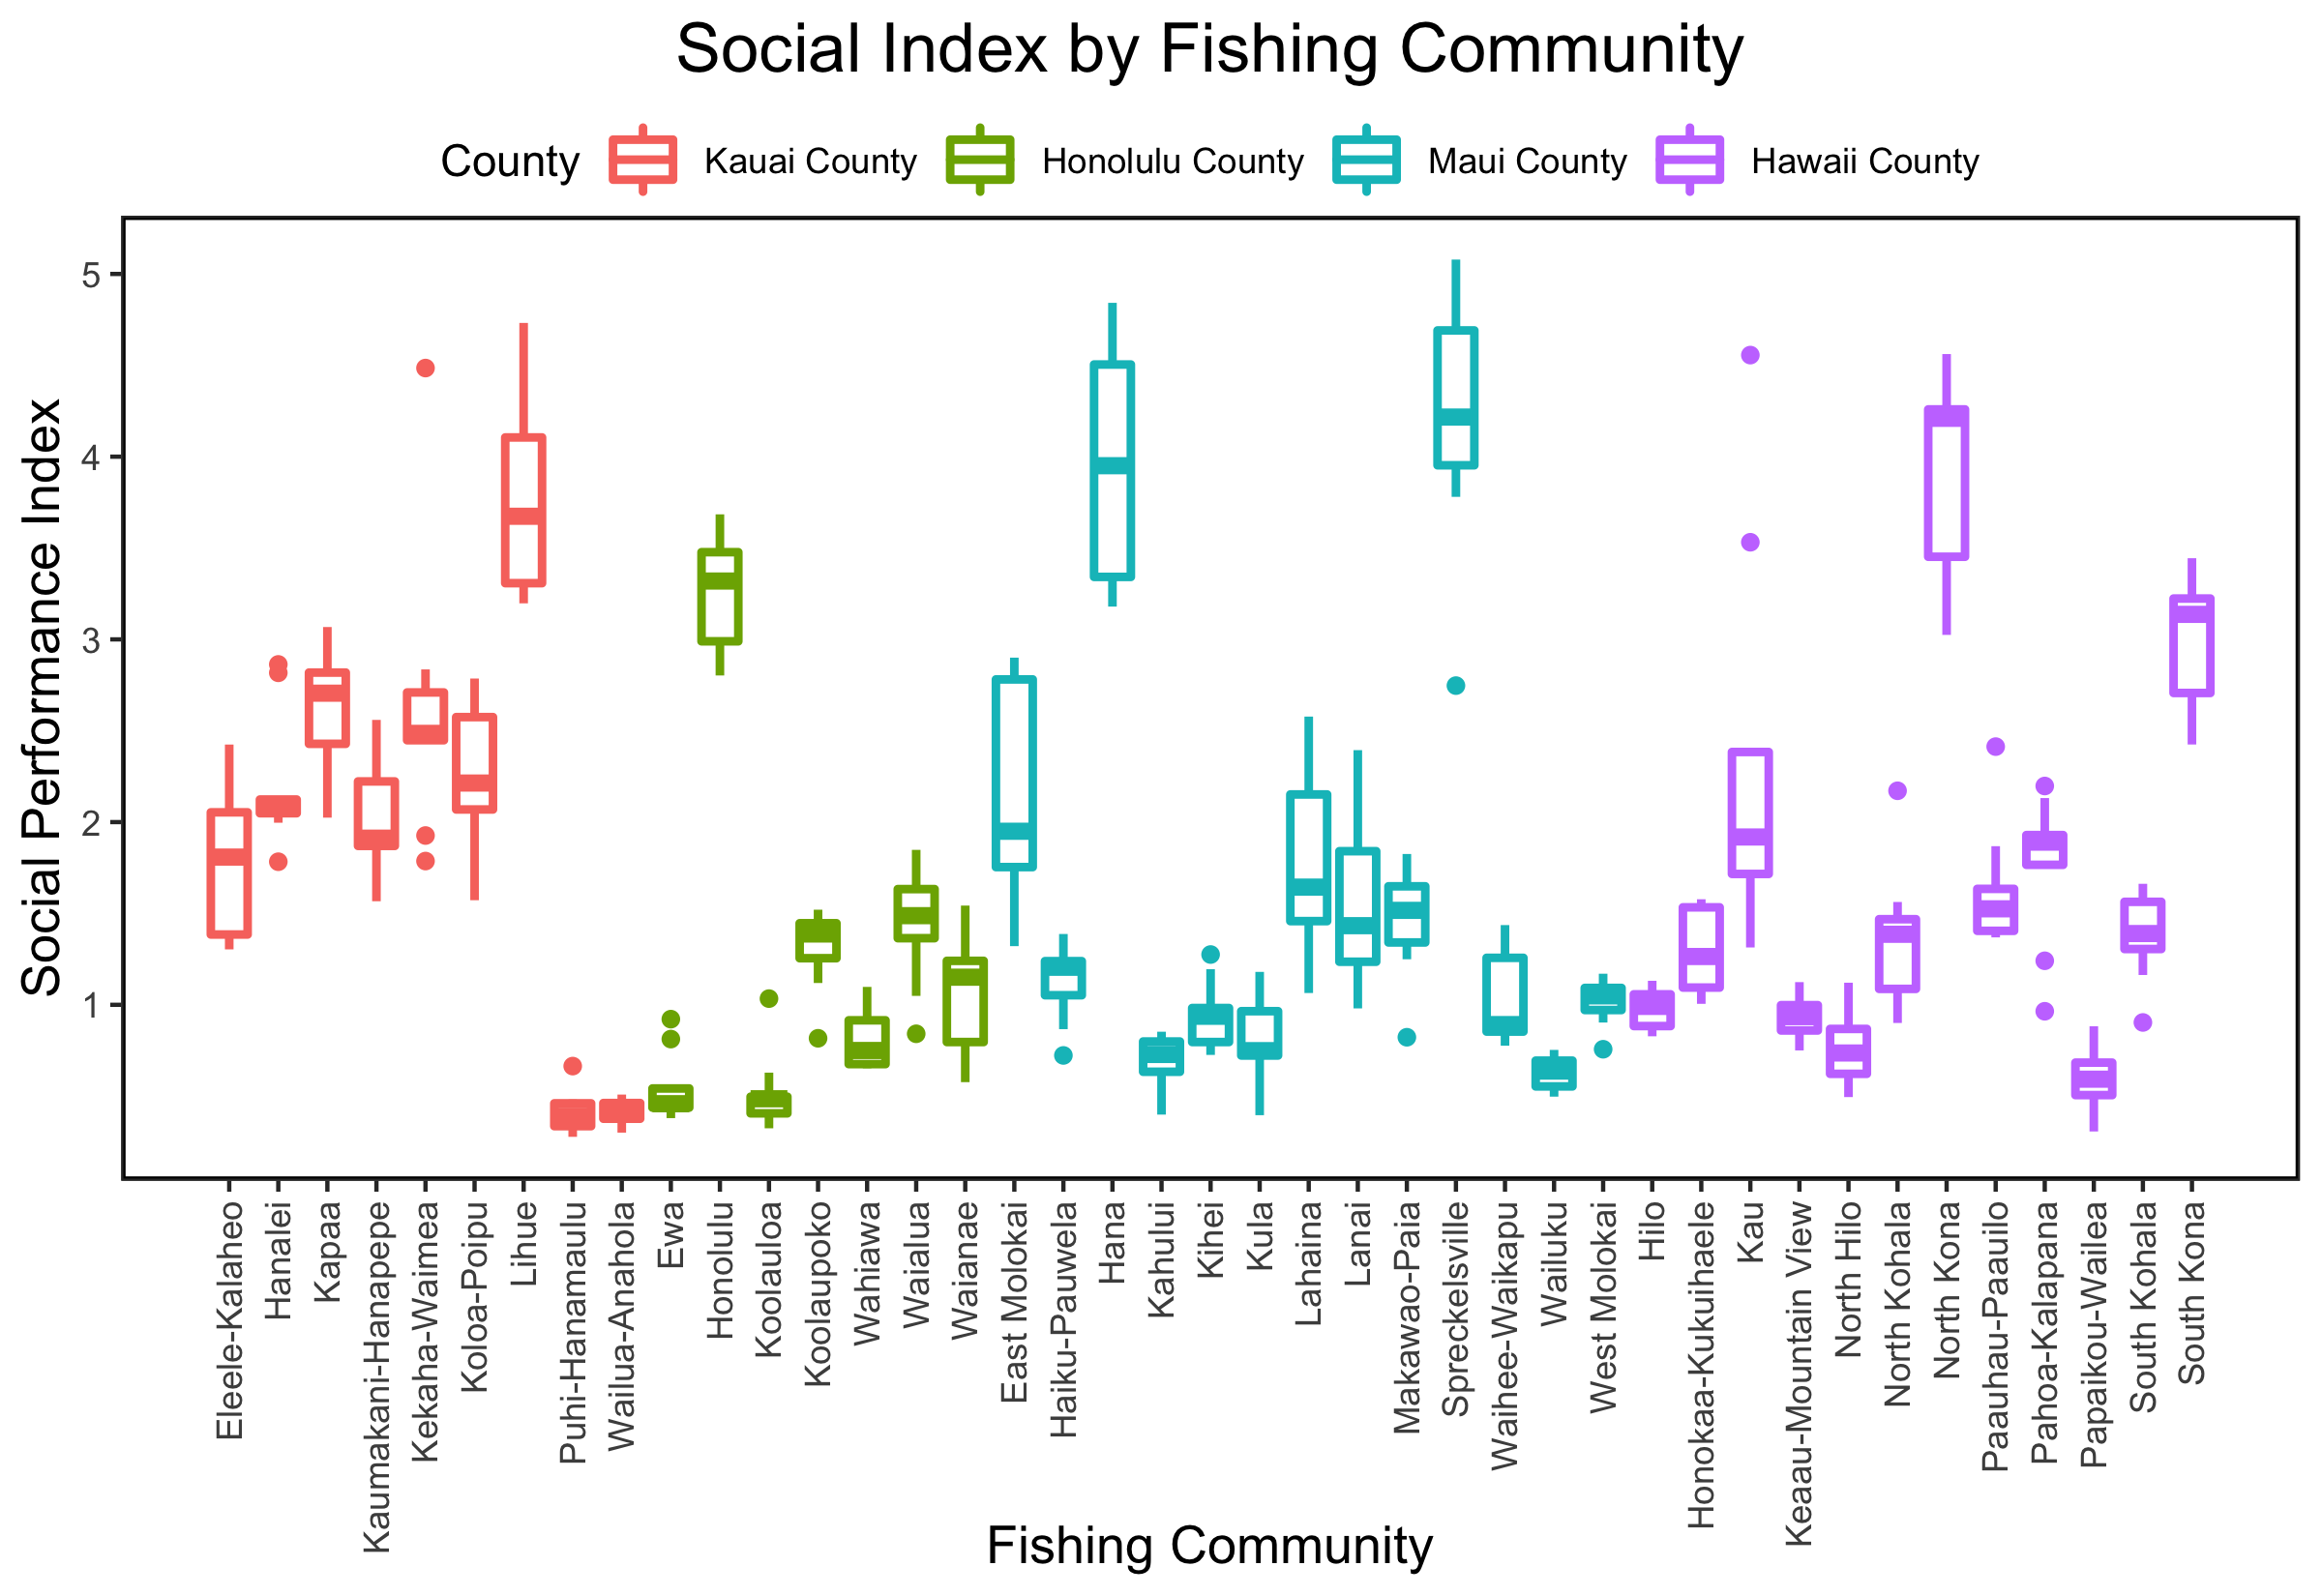 Social Index by Fishing Community
County Kauai County Honolulu County Maui County Hawaii County
Social Performance Index
5
4
3
2
1
Eleele-Kalaheo
Hanalei
Kapaa
Kaumakani-Hanapepe
Kekaha-Waimea
Koloa-Poipu
Lihue
Puhi-Hanamaulu
Wailua-Anahola
Ewa
Honolulu
Koolauloa
Koolaupoko
Wahiawa
Waialua
Waianae
East Molokai
Haiku-Pauwela
Hana
Kahului
Kihei
Kula
Lahaina
Lanai
Makawao-Paia
Spreckelsville
Waihee-Waikapu
Wailuku
West Molokai
Hilo
Honokaa-Kukuihaele
Kau
Keaau-Mountain View
North Hilo
North Kohala
North Kona
Paauhau-Paauilo
Pahoa-Kalapana
Papaikou-Wailea
South Kohala
South Kona
Fishing Community